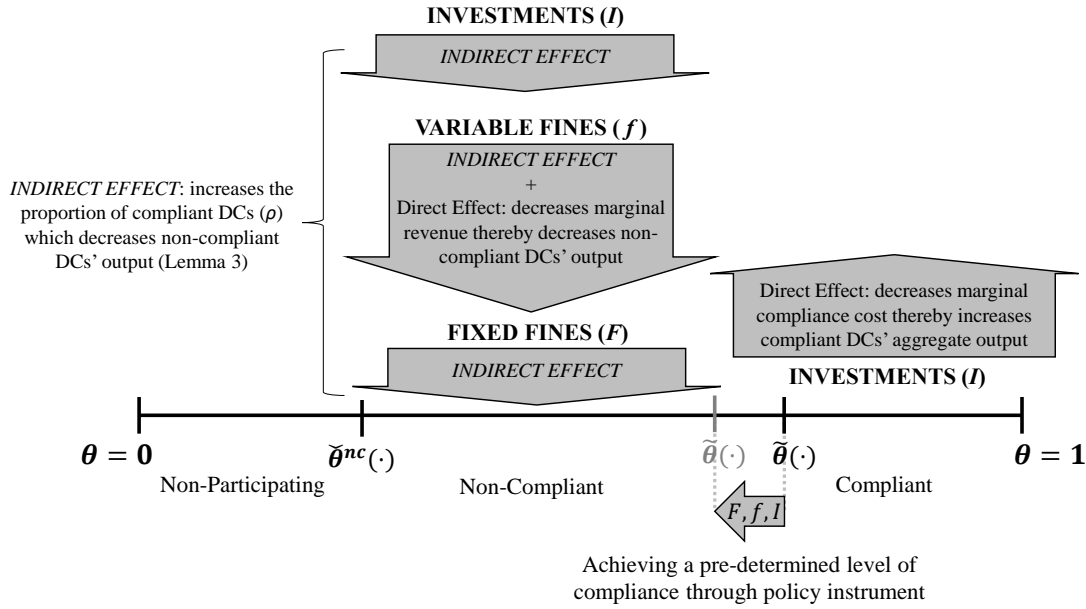 INVESTMENTS (I)
INDIRECT EFFECT
VARIABLE FINES (f)
INDIRECT EFFECT
+
Direct Effect: decreases marginal
revenue thereby decreases non-
compliant DCs' output
INDIRECT EFFECT: increases the
proportion of compliant DCs (ρ)
which decreases non-compliant
DCs' output (Lemma 3)
Direct Effect: decreases marginal
compliance cost thereby increases
compliant DCs' aggregate output
INVESTMENTS (I)
FIXED FINES (F)
INDIRECT EFFECT
θ = 0
θ̆ⁿᶜ(·)
θ̃(·)
θ̃(·)
θ = 1
Non-Participating
Non-Compliant
Compliant
F, f, I
Achieving a pre-determined level of
compliance through policy instrument